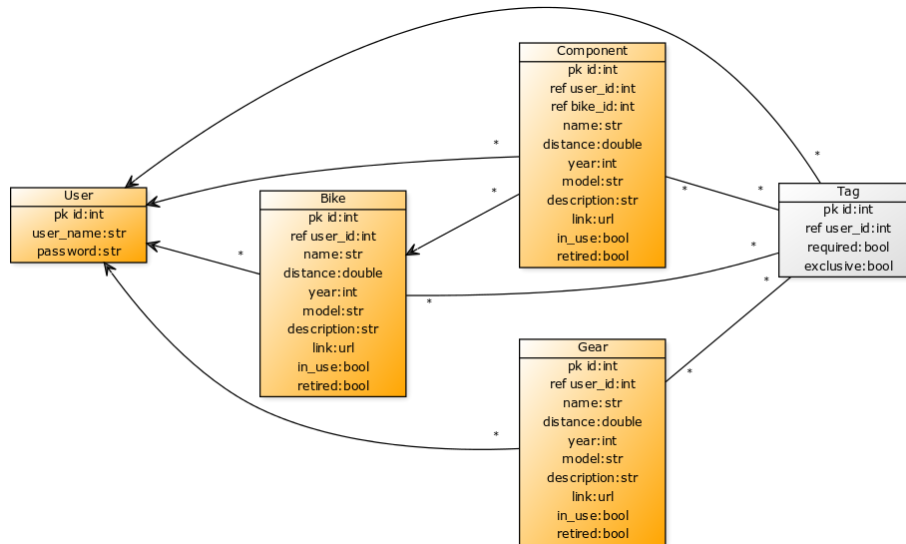 User
pk id:int
user_name:str
password:str
Bike
pk id:int
ref user_id:int
name:str
distance:double
year:int
model:str
description:str
link:url
in_use:bool
retired:bool
Component
pk id:int
ref user_id:int
ref bike_id:int
name:str
distance:double
year:int
model:str
description:str
link:url
in_use:bool
retired:bool
Gear
pk id:int
ref user_id:int
name:str
distance:double
year:int
model:str
description:str
link:url
in_use:bool
retired:bool
Tag
pk id:int
ref user_id:int
required:bool
exclusive:bool
*
*
*
*
*
*
*
*
*
*
*